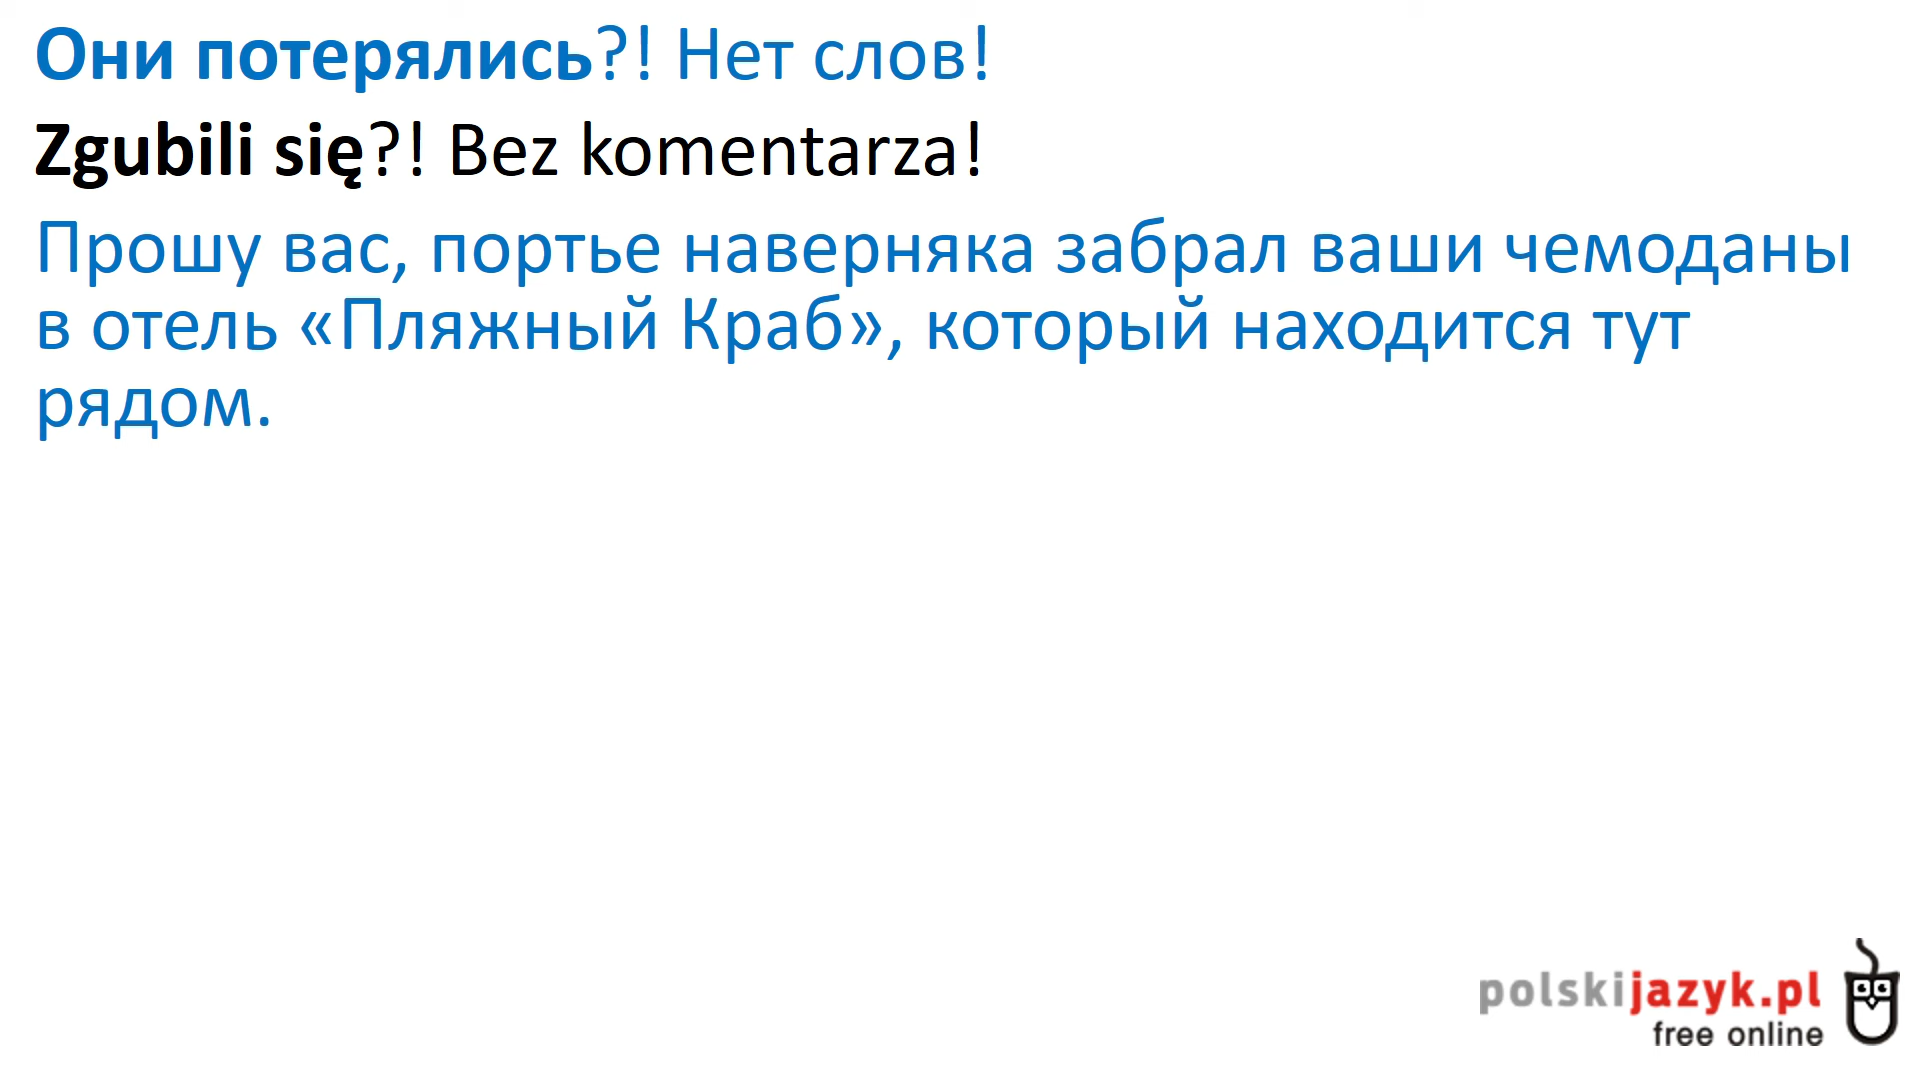 Они потерялись?! Нет слов!
Zgubili się?! Bez komentarza!
Прошу вас, портье наверняка забрал ваши чемоданы
в отель «Пляжный Краб», который находится тут
рядом.
polskijazyk.pl
free online